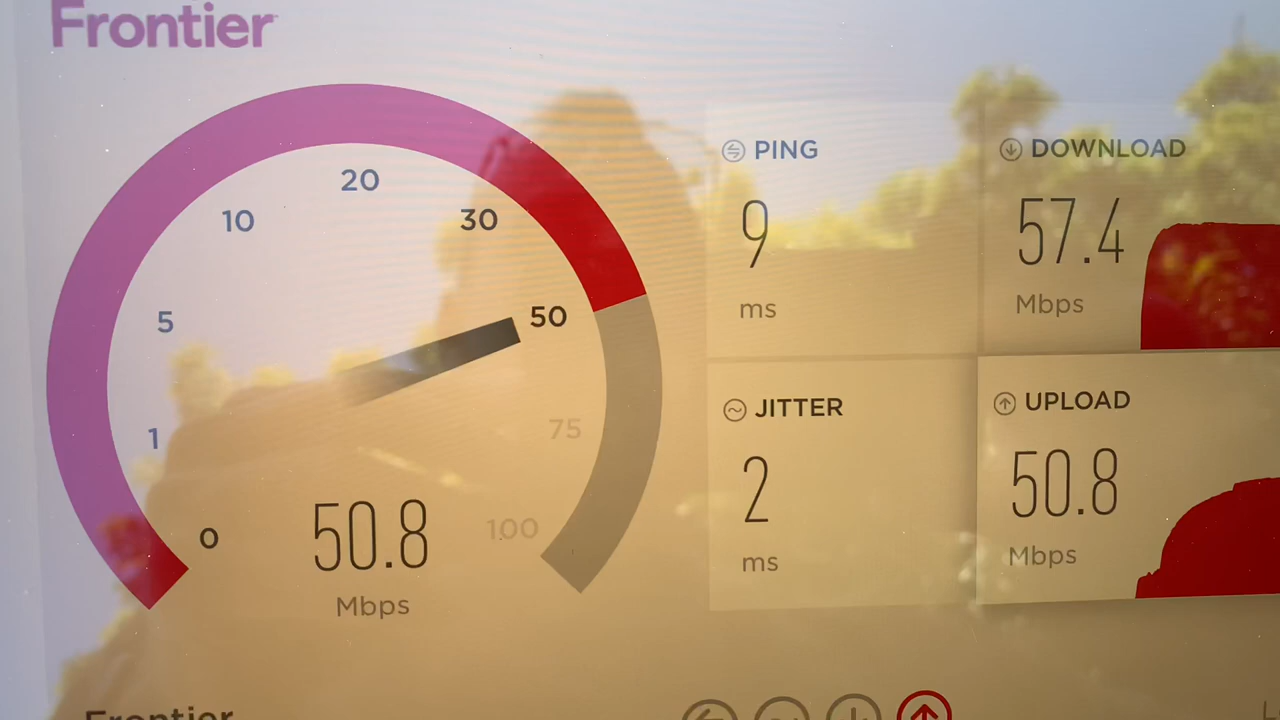 Frontier
20
10
30
5
50
1
75
0
100
50.8
Mbps
PING
9
ms
DOWNLOAD
57.4
Mbps
JITTER
2
ms
UPLOAD
50.8
Mbps
Frontier